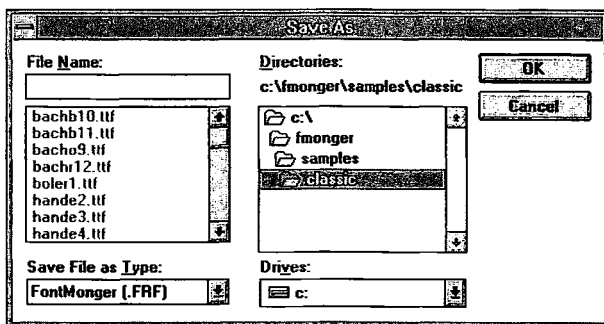 Save As
File Name:
bachb10.ttf
bachb11.ttf
bacho9.ttf
bachr12.ttf
boler1.ttf
hande2.ttf
hande3.ttf
hande4.ttf
Save File as Type:
FontMonger (.FRF)
Directories:
c:\fmonger\samples\classic
c:\
fmonger
samples
classic
Drives:
c:
OK
Cancel